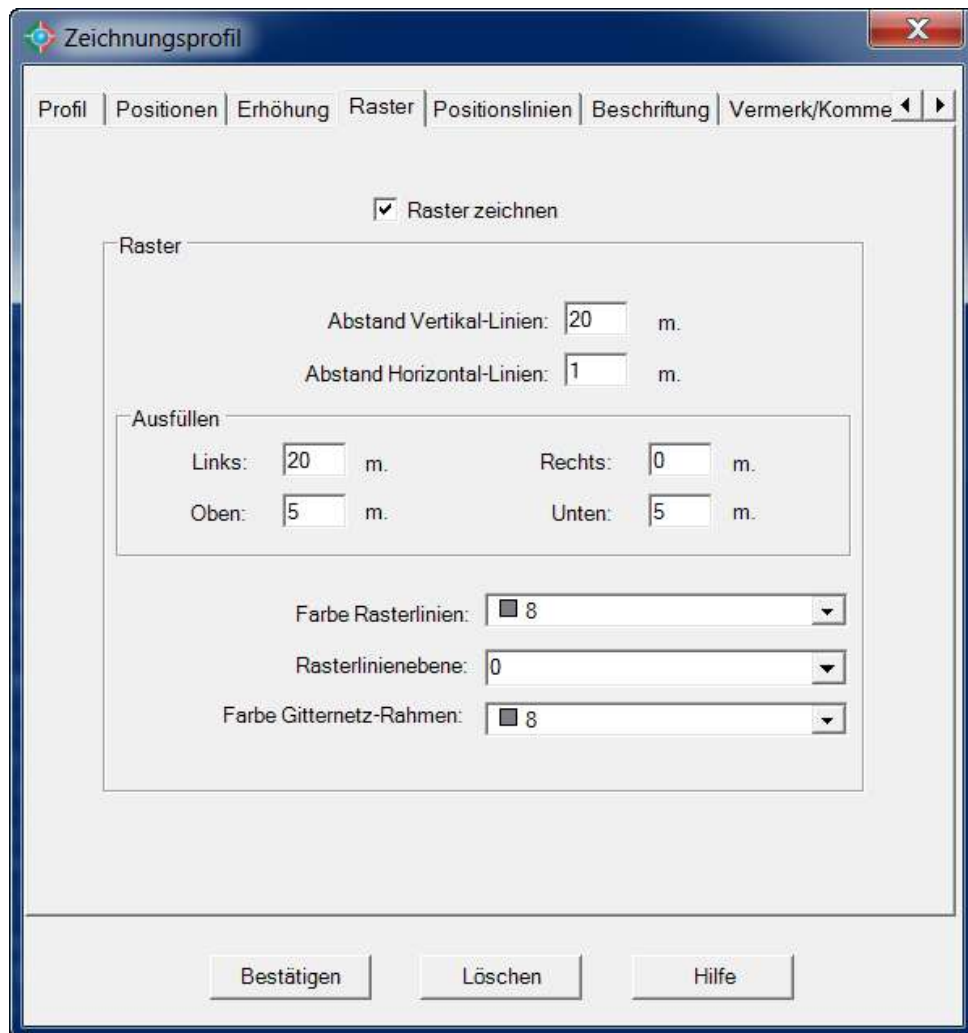 Zeichnungsprofil
Profil Positionen Erhöhung Raster Positionslinien Beschriftung Vermerk/Komme
Raster zeichnen
Raster
Abstand Vertikal-Linien: 20 m.
Abstand Horizontal-Linien: 1 m.
Ausfüllen
Links: 20 m. Rechts: 0 m.
Oben: 5 m. Unten: 5 m.
Farbe Rasterlinien: 8
Rasterlinienebene: 0
Farbe Gitternetz-Rahmen: 8
Bestätigen Löschen Hilfe